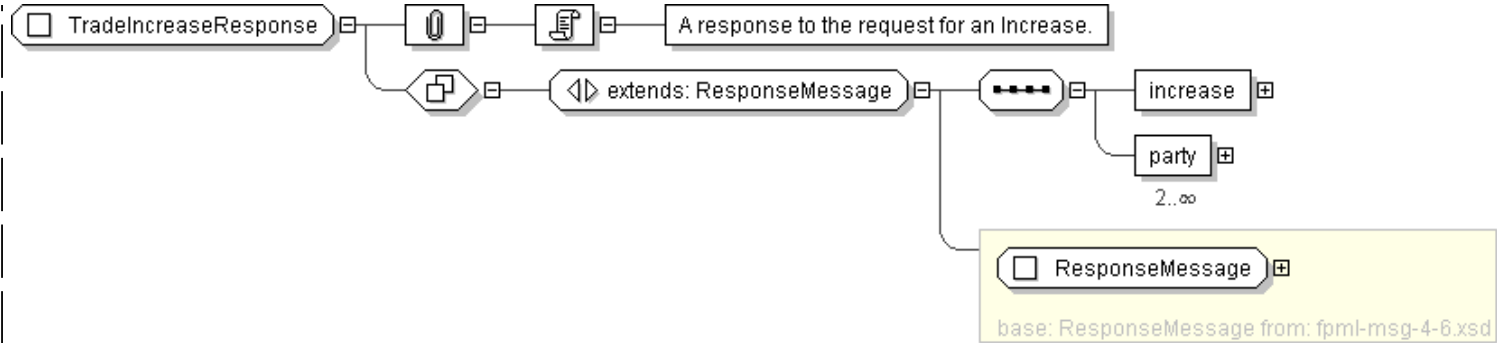 TradeIncreaseResponse
A response to the request for an Increase.
extends: ResponseMessage
increase
party
2..∞
ResponseMessage
base: ResponseMessage from: fpml-msg-4-6.xsd